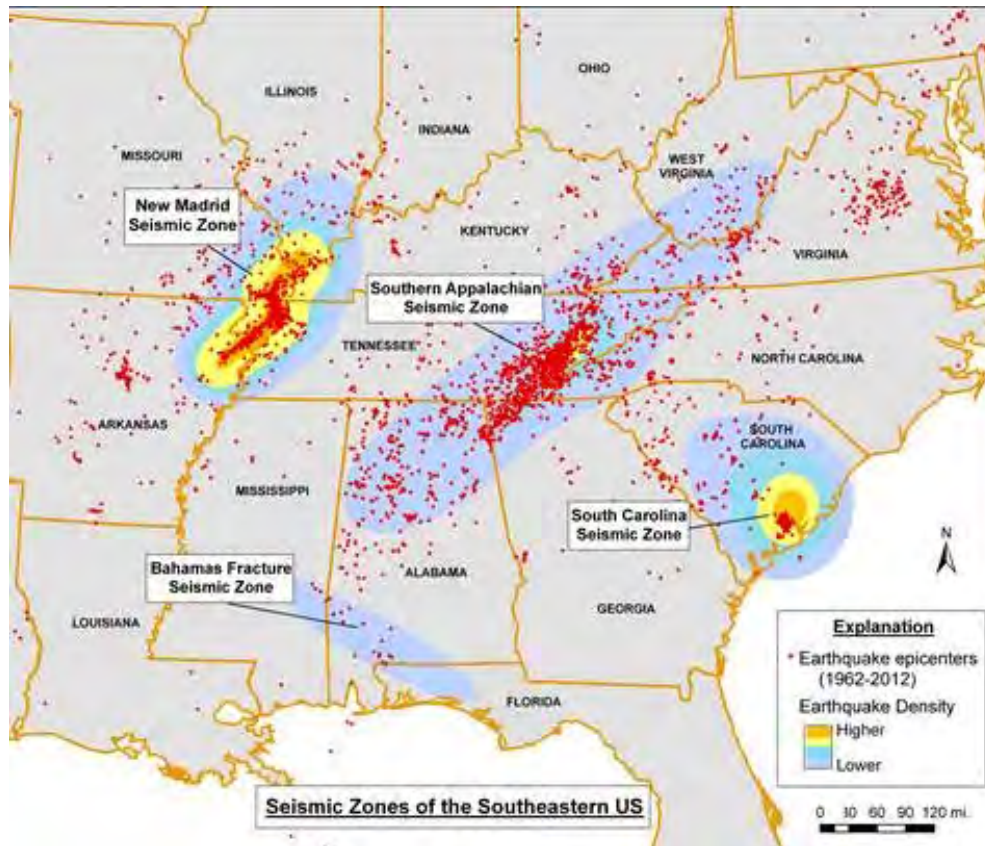 OHIO
ILLINOIS
INDIANA
MISSOURI
WEST
VIRGINIA
New Madrid
Seismic Zone
KENTUCKY
VIRGINIA
Southern Appalachian
Seismic Zone
TENNESSEE
NORTH CAROLINA
ARKANSAS
SOUTH
CAROLINA
MISSISSIPPI
South Carolina
Seismic Zone
N
Bahamas Fracture
Seismic Zone
ALABAMA
GEORGIA
LOUISIANA
Explanation
Earthquake epicenters
(1962-2012)
Earthquake Density
Higher
Lower
FLORIDA
Seismic Zones of the Southeastern US
0 30 60 90 120 mi.